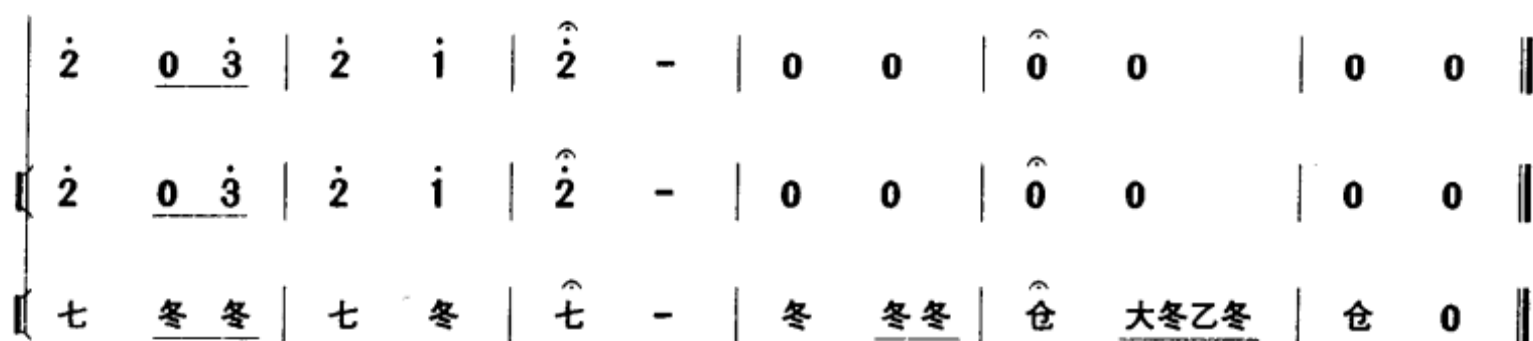 2̇ 0 3̇ | 2̇ 1̇ | 2̇ - | 0 0 | 0 0 | 0 0 ‖
2̇ 0 3̇ | 2̇ 1̇ | 2̇ - | 0 0 | 0 0 | 0 0 ‖
七 冬 冬 | 七 冬 | 七 - | 冬 冬冬 | 仓 大冬乙冬 | 仓 0 ‖